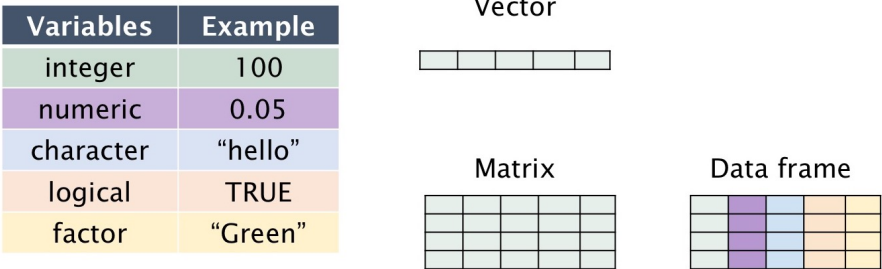 Variables Example
integer 100
numeric 0.05
character “hello”
logical TRUE
factor “Green”
Vector
Matrix
Data frame